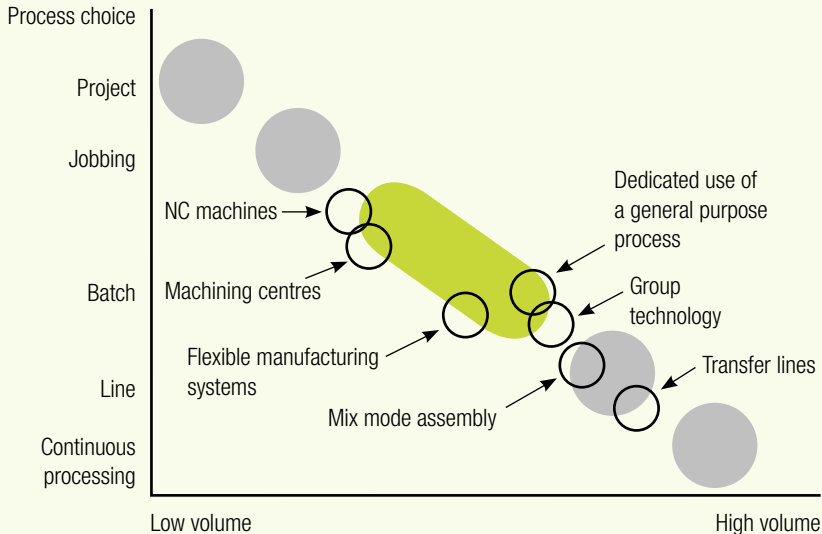 Process choice
Project
Jobbing
Dedicated use of
a general purpose
process
NC machines
Machining centres
Batch
Group
technology
Flexible manufacturing
systems
Transfer lines
Line
Mix mode assembly
Continuous
processing
Low volume
High volume